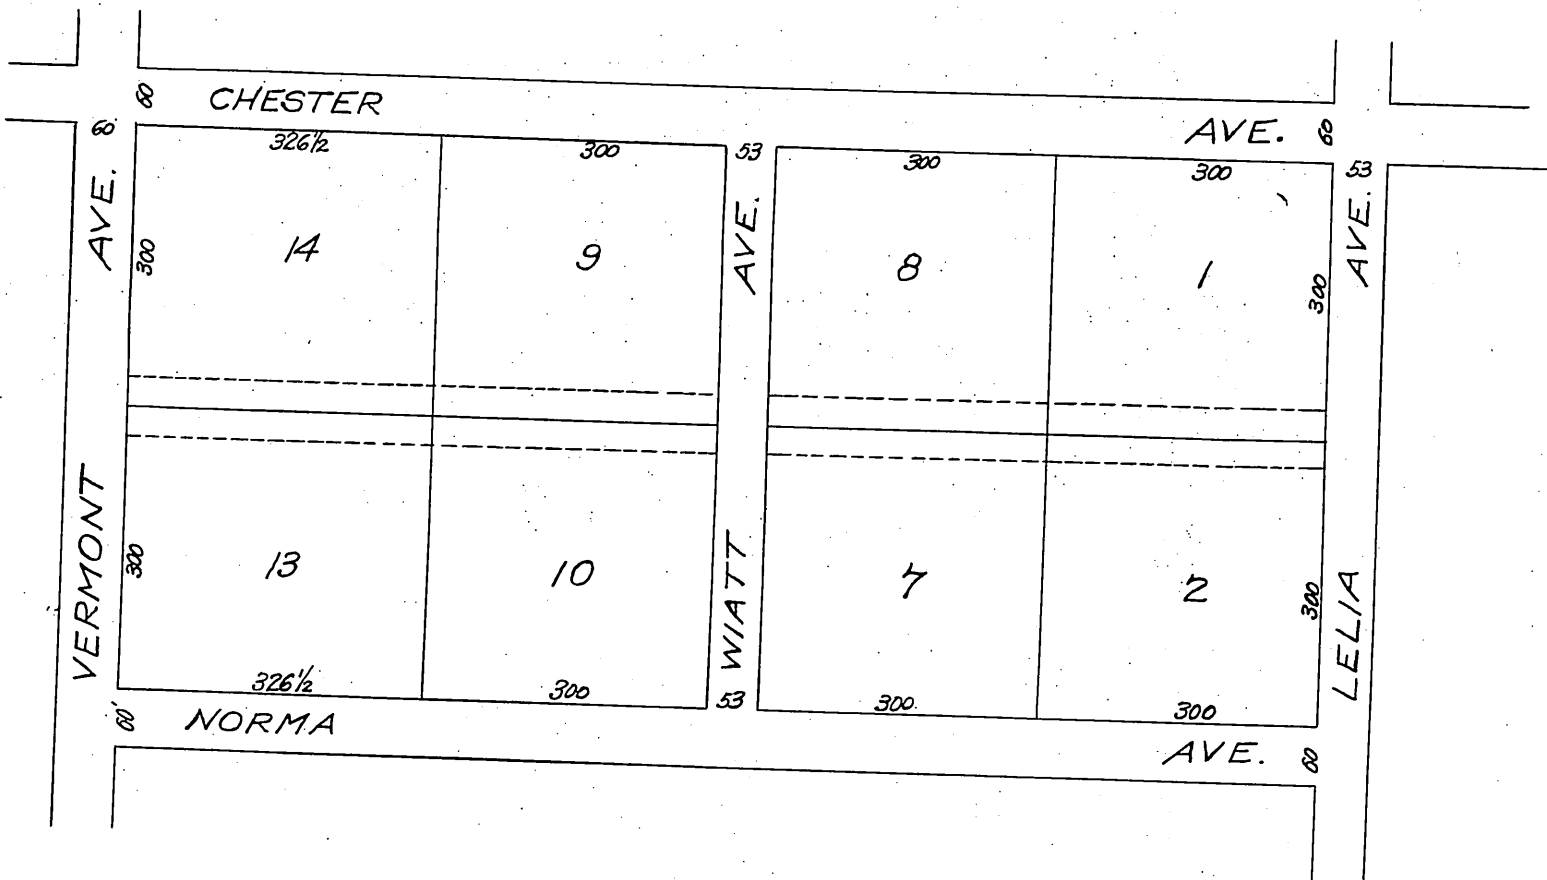 60 CHESTER AVE. 60
60 326½ 300 53 300 300 53
VERMONT AVE.
WIATT AVE.
LELIA AVE.
300 14 9 8 1 300
300 13 10 7 2 300
326½ 300 53 300. 300
60' NORMA AVE. 60